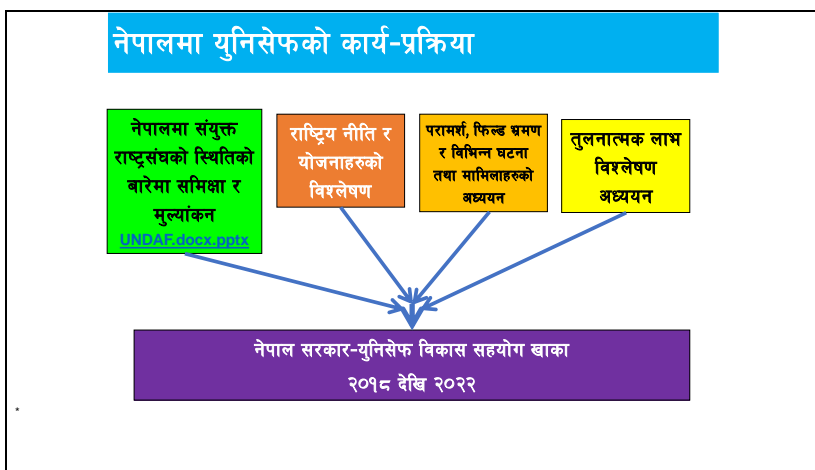 नेपालमा युनिसेफको कार्य-प्रक्रिया
नेपालमा संयुक्त
राष्ट्रसंघको स्थितिको
बारेमा समिक्षा र
मुल्यांकन
UNDAF.docx.pptx
राष्ट्रिय नीति र
योजनाहरुको
विश्लेषण
परामर्श, फिल्ड भ्रमण
र विभिन्न घटना
तथा मामिलाहरुको
अध्ययन
तुलनात्मक लाभ
विश्लेषण
अध्ययन
नेपाल सरकार-युनिसेफ विकास सहयोग खाका
२०१८ देखि २०२२